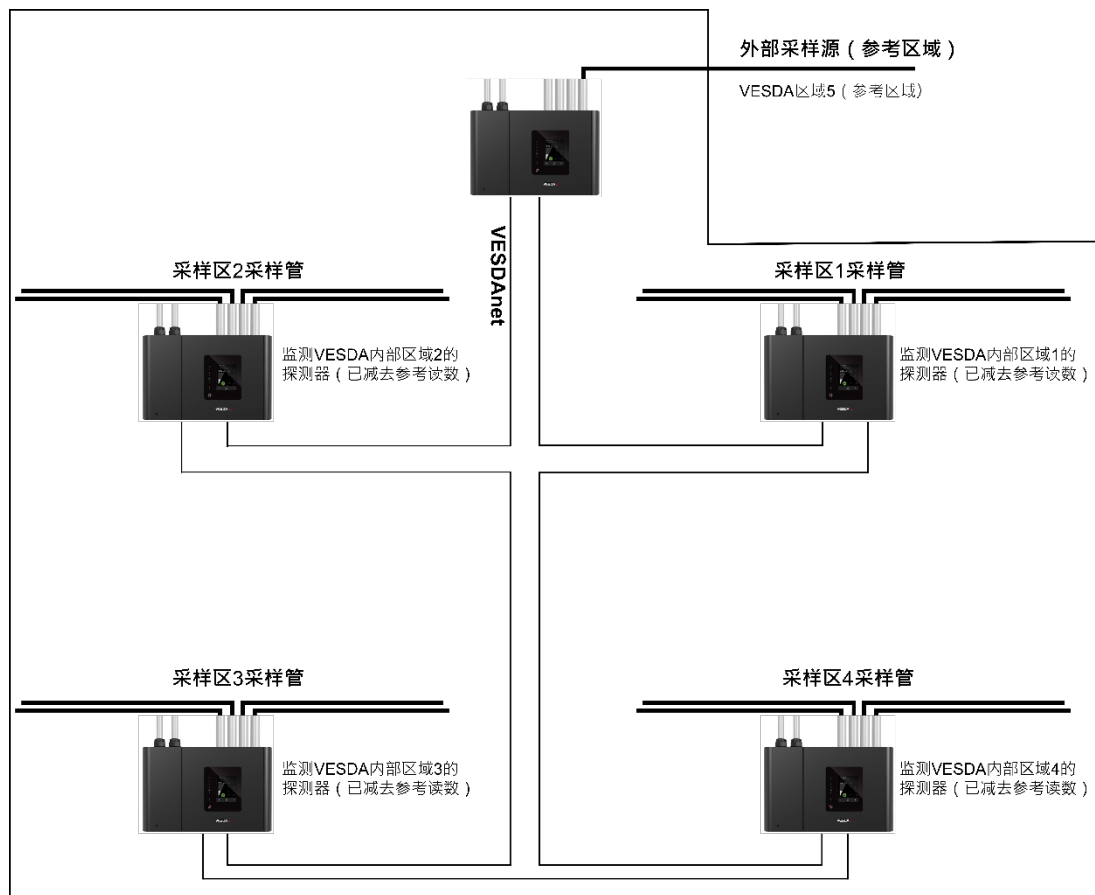 外部采样源（参考区域）
VESDA区域5（参考区域）
VESDAnet
采样区2采样管
监测VESDA内部区域2的
探测器（已减去参考读数）
采样区1采样管
监测VESDA内部区域1的
探测器（已减去参考读数）
采样区3采样管
监测VESDA内部区域3的
探测器（已减去参考读数）
采样区4采样管
监测VESDA内部区域4的
探测器（已减去参考读数）